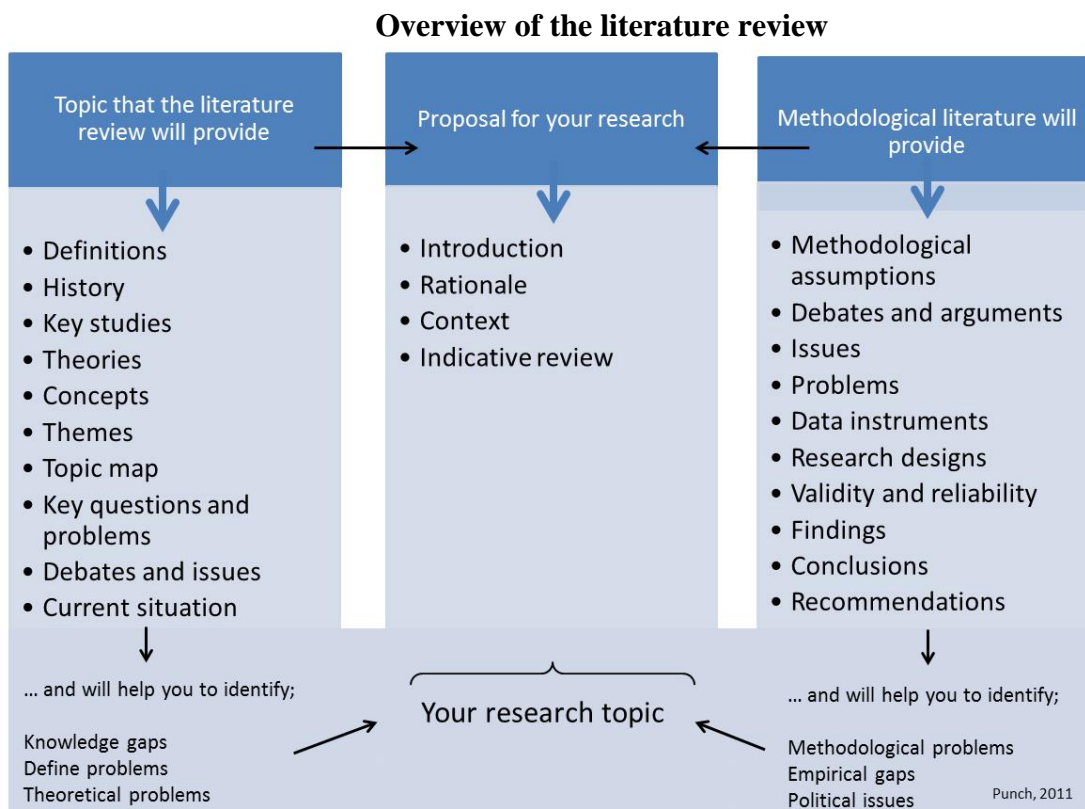 Overview of the literature review
Topic that the literature
review will provide
• Definitions
• History
• Key studies
• Theories
• Concepts
• Themes
• Topic map
• Key questions and
problems
• Debates and issues
• Current situation
... and will help you to identify;
Knowledge gaps
Define problems
Theoretical problems
Proposal for your research
• Introduction
• Rationale
• Context
• Indicative review
Your research topic
Methodological literature will
provide
• Methodological
assumptions
• Debates and arguments
• Issues
• Problems
• Data instruments
• Research designs
• Validity and reliability
• Findings
• Conclusions
• Recommendations
... and will help you to identify;
Methodological problems
Empirical gaps
Political issues
Punch, 2011